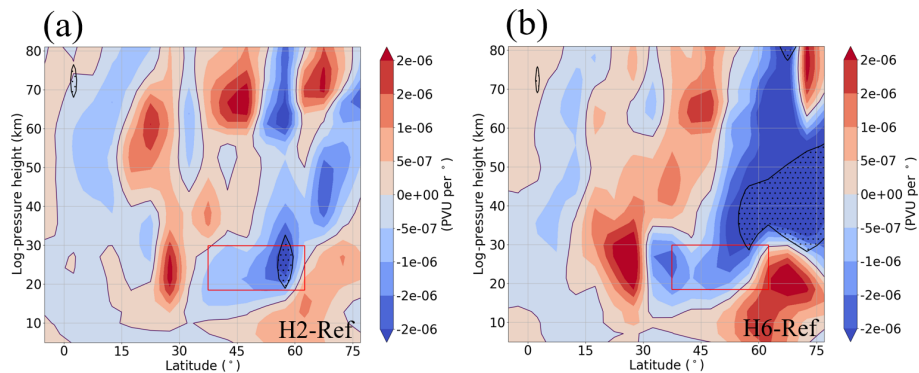 (a)
80
70
60
50
40
30
20
10
Log-pressure height (km)
0
15
30
45
60
75
Latitude (°)
H2-Ref
2e-06
2e-06
1e-06
5e-07
0e+00
-5e-07
-1e-06
-2e-06
-2e-06
(PVU per °)
(b)
80
70
60
50
40
30
20
10
Log-pressure height (km)
0
15
30
45
60
75
Latitude (°)
H6-Ref
2e-06
2e-06
1e-06
5e-07
0e+00
-5e-07
-1e-06
-2e-06
-2e-06
(PVU per °)